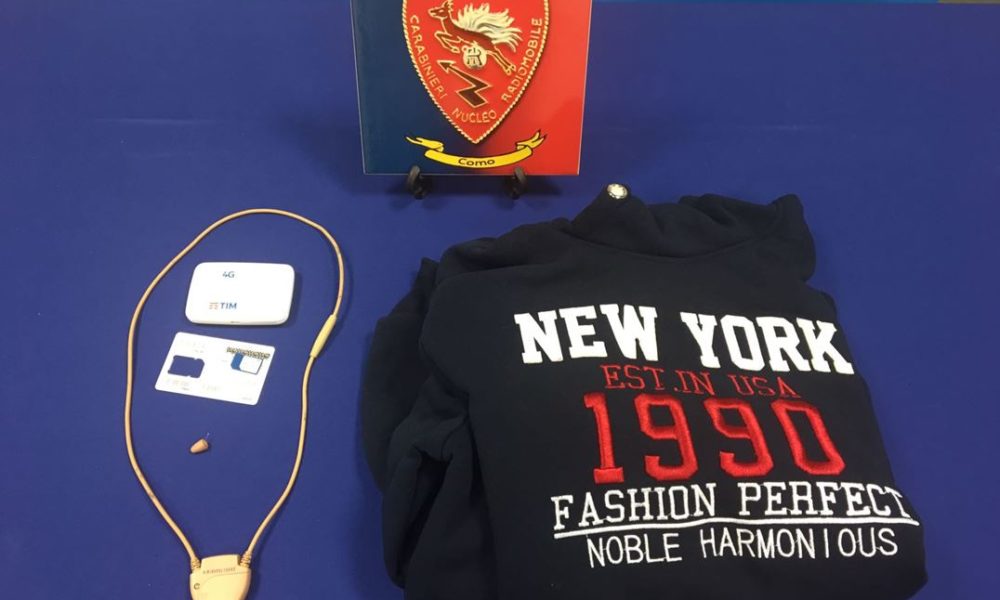 CARABINIERI NUCLEO RADIOMOBILE
Como
4G
TIM
NEW YORK
EST.IN USA
1990
FASHION PERFECT
NOBLE HARMONIOUS